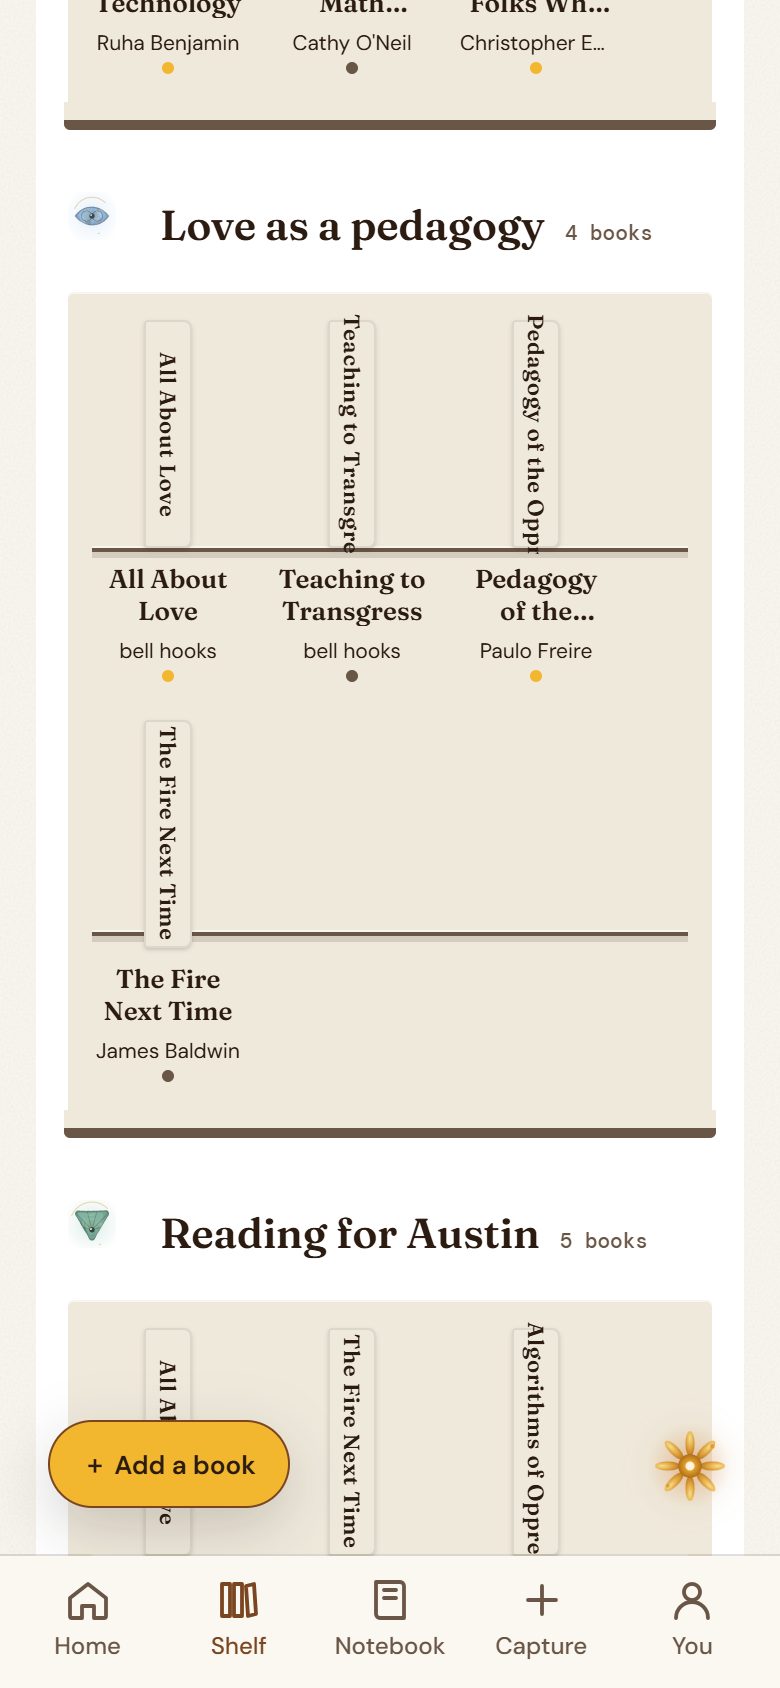 Technology
Math...
Folks Wh...
Ruha Benjamin
Cathy O'Neil
Christopher E...
Love as a pedagogy 4 books
All About Love
Teaching to Transgre
Pedagogy of the Oppr
All About
Love
Teaching to
Transgress
Pedagogy
of the...
bell hooks
bell hooks
Paulo Freire
The Fire Next Time
The Fire
Next Time
James Baldwin
Reading for Austin 5 books
All
The Fire Next Time
Algorithms of Oppre
+ Add a book
Home
Shelf
Notebook
Capture
You